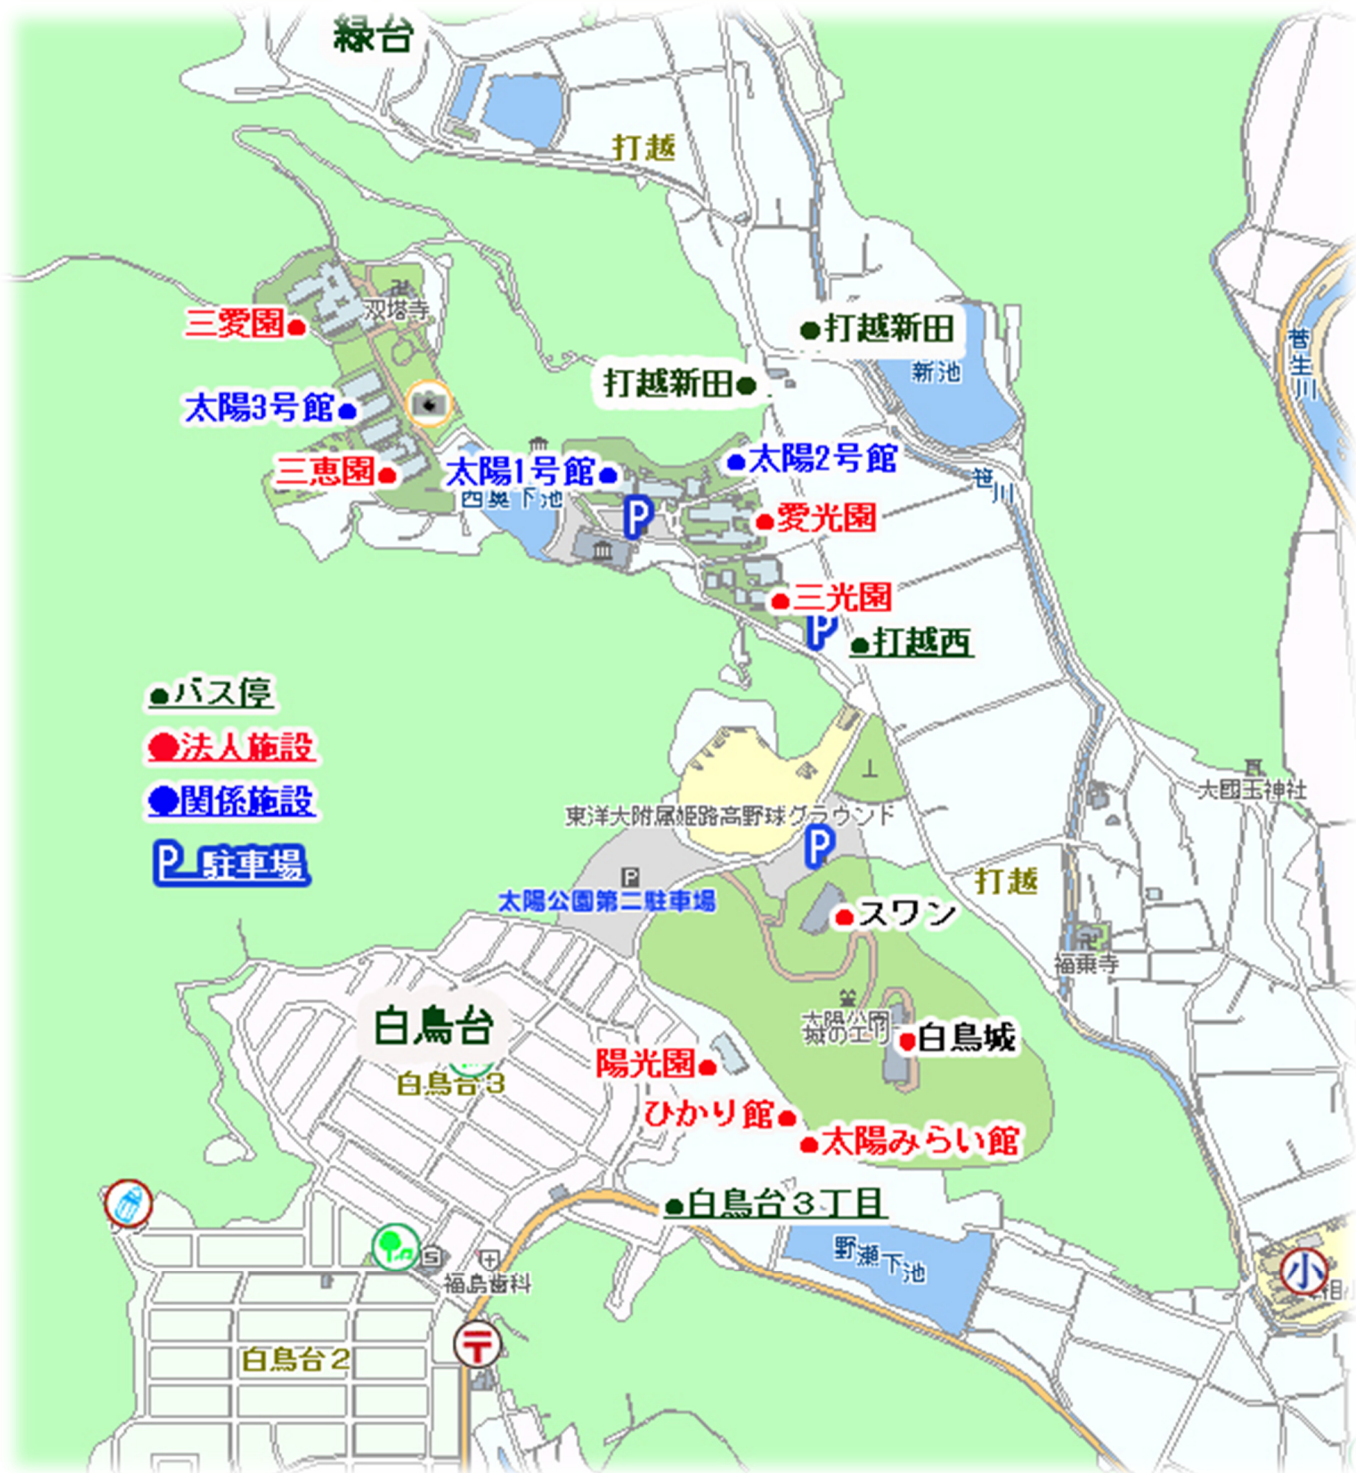 緑台
打越
三愛園
双塔寺
打越新田
打越新田
新池
菅生川
太陽3号館
三恵園
太陽1号館
太陽2号館
西奥下池
笹川
P
愛光園
三光園
P
打越西
バス停
法人施設
関係施設
P 駐車場
大國玉神社
東洋大附属姫路高野球グラウンド
P
P
太陽公園第二駐車場
打越
スワン
福乗寺
白鳥台
太陽公園
城のエリア
白鳥城
白鳥台3
陽光園
ひかり館
太陽みらい館
白鳥台3丁目
野瀬下池
小
S
福島歯科
〒
白鳥台2